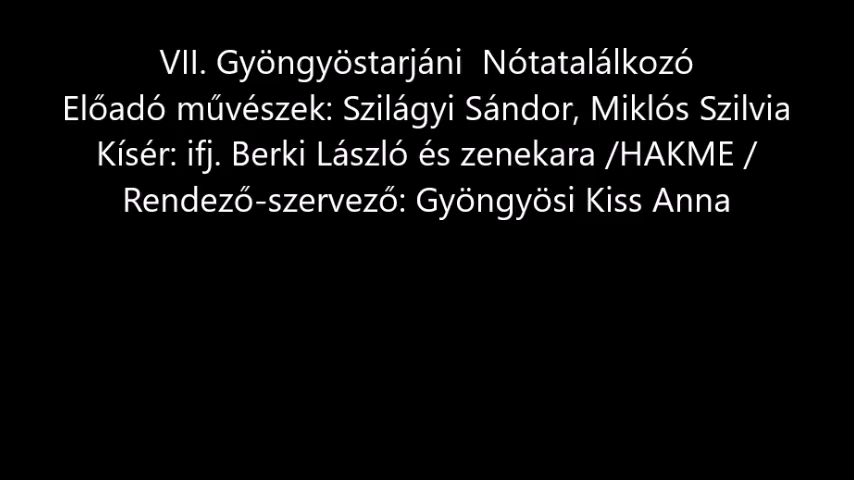 VII. Gyöngyöstarjáni  Nótatalálkozó
Előadó művészek: Szilágyi Sándor, Miklós Szilvia
Kísér: ifj. Berki László és zenekara /HAKME /
Rendező-szervező: Gyöngyösi Kiss Anna